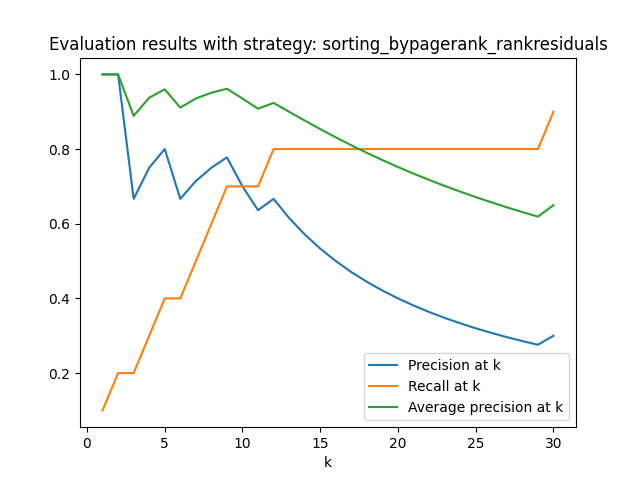 Evaluation results with strategy: sorting_bypagerank_rankresiduals
1.0
0.8
0.6
0.4
0.2
0 5 10 15 20 25 30
k
Precision at k
Recall at k
Average precision at k